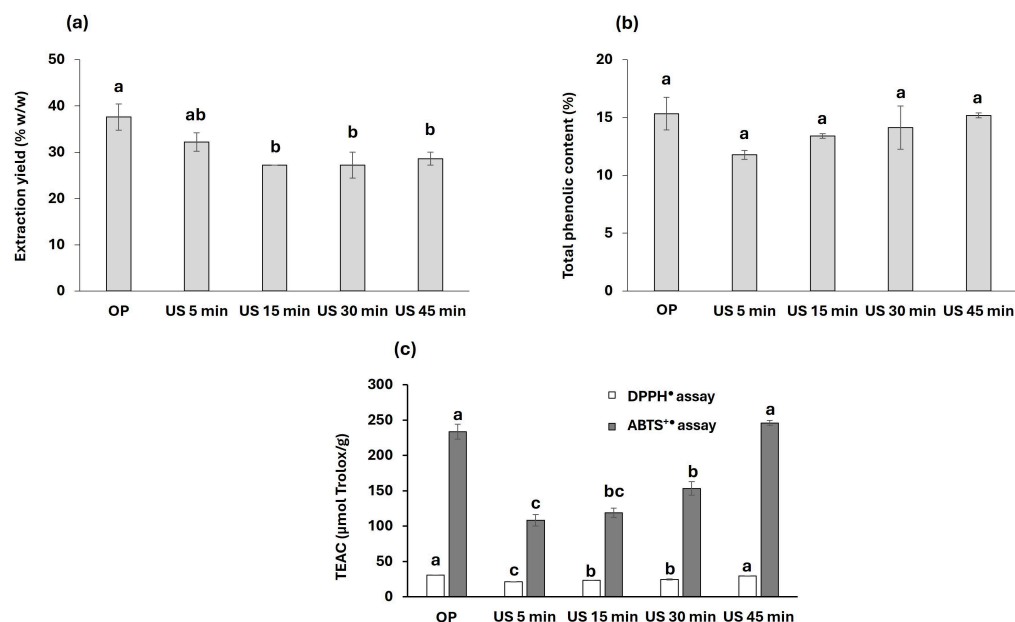 (a)
Extraction yield (% w/w)
50
40
30
20
10
0
a
ab
b
b
b
OP
US 5 min
US 15 min
US 30 min
US 45 min
(b)
Total phenolic content (%)
20
15
10
5
0
a
a
a
a
a
OP
US 5 min
US 15 min
US 30 min
US 45 min
(c)
TEAC (µmol Trolox/g)
300
250
200
150
100
50
0
DPPH• assay
ABTS⁺• assay
a
a
c
c
b
bc
b
b
a
a
OP
US 5 min
US 15 min
US 30 min
US 45 min